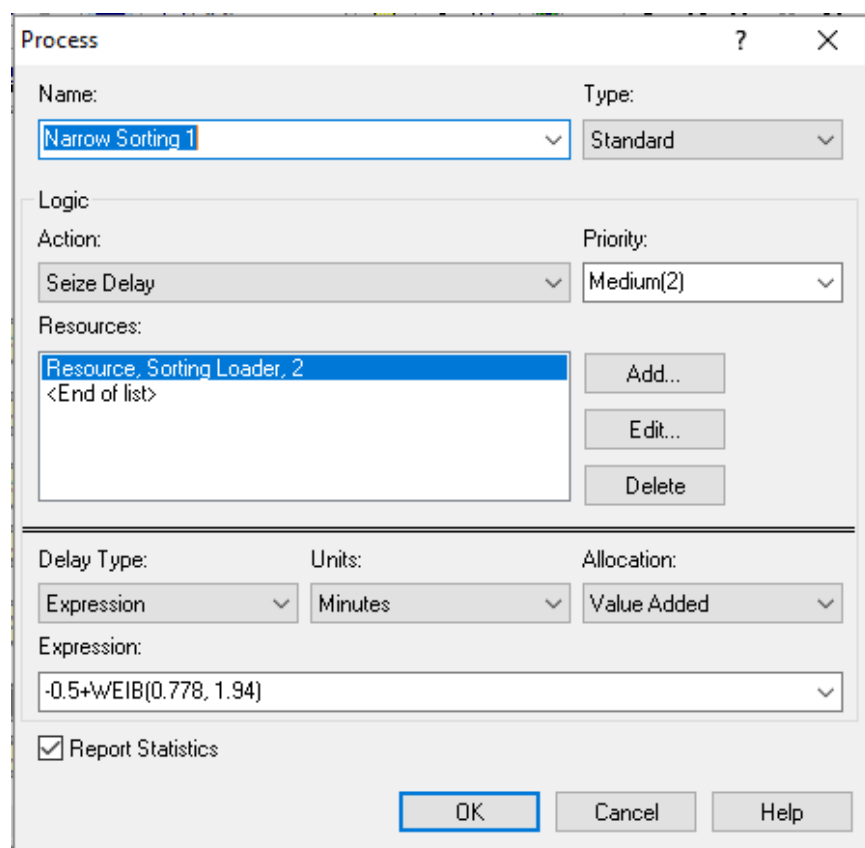 Process ? X
Name: Type:
Narrow Sorting 1 Standard
Logic
Action: Priority:
Seize Delay Medium(2)
Resources:
Resource, Sorting Loader, 2
<End of list>
Add...
Edit...
Delete
Delay Type: Units: Allocation:
Expression Minutes Value Added
Expression:
-0.5+WEIB(0.778, 1.94)
Report Statistics
OK Cancel Help